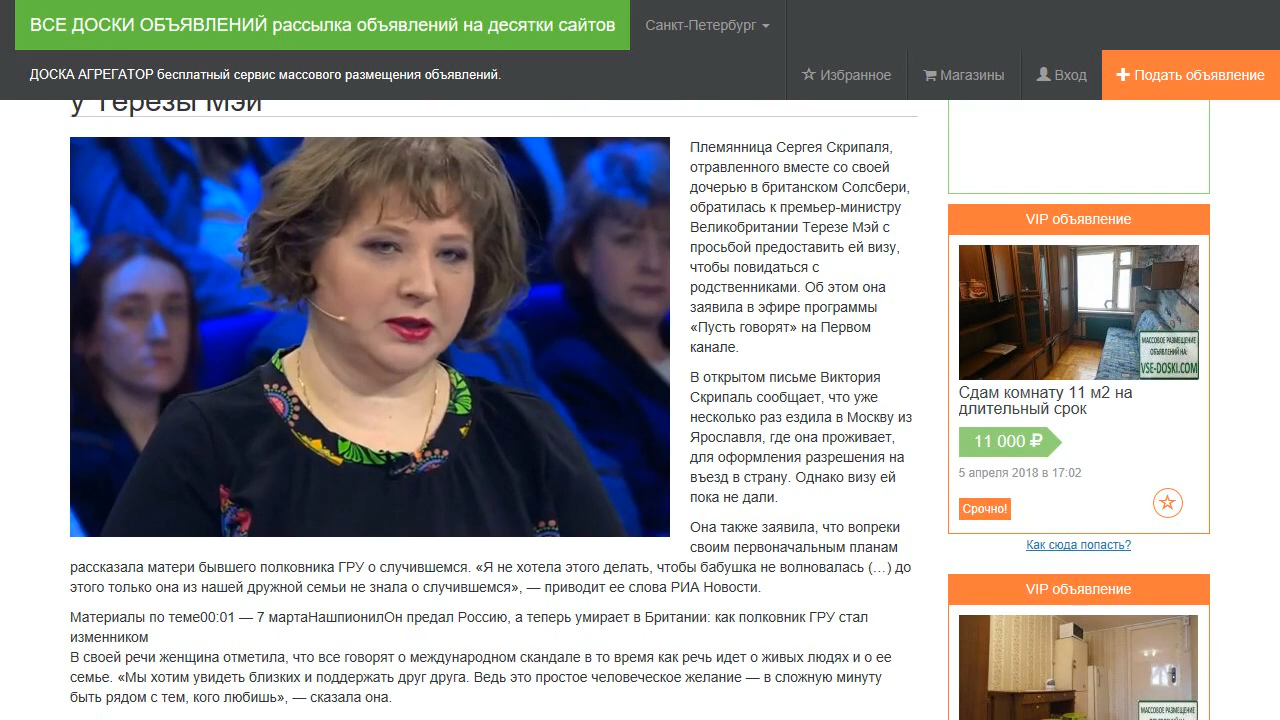 ВСЕ ДОСКИ ОБЪЯВЛЕНИЙ рассылка объявлений на десятки сайтов
Санкт-Петербург
ДОСКА АГРЕГАТОР бесплатный сервис массового размещения объявлений.
Избранное
Магазины
Вход
Подать объявление
у Терезы Мэй
Племянница Сергея Скрипаля,
отравленного вместе со своей
дочерью в британском Солсбери,
обратилась к премьер-министру
Великобритании Терезе Мэй с
просьбой предоставить ей визу,
чтобы повидаться с
родственниками. Об этом она
заявила в эфире программы
«Пусть говорят» на Первом
канале.
В открытом письме Виктория
Скрипаль сообщает, что уже
несколько раз ездила в Москву из
Ярославля, где она проживает,
для оформления разрешения на
въезд в страну. Однако визу ей
пока не дали.
Она также заявила, что вопреки
своим первоначальным планам
рассказала матери бывшего полковника ГРУ о случившемся. «Я не хотела этого делать, чтобы бабушка не волновалась (…) до
этого только она из нашей дружной семьи не знала о случившемся», — приводит ее слова РИА Новости.
Материалы по теме00:01 — 7 мартаНашпионилОн предал Россию, а теперь умирает в Британии: как полковник ГРУ стал
изменником
В своей речи женщина отметила, что все говорят о международном скандале в то время как речь идет о живых людях и о ее
семье. «Мы хотим увидеть близких и поддержать друг друга. Ведь это простое человеческое желание — в сложную минуту
быть рядом с тем, кого любишь», — сказала она.
VIP объявление
МАССОВОЕ РАЗМЕЩЕНИЕ
ОБЪЯВЛЕНИЙ НА:
VSE-DOSKI.COM
Сдам комнату 11 м2 на
длительный срок
11 000 ₽
5 апреля 2018 в 17:02
Срочно!
Как сюда попасть?
VIP объявление
МАССОВОЕ РАЗМЕЩЕНИЕ